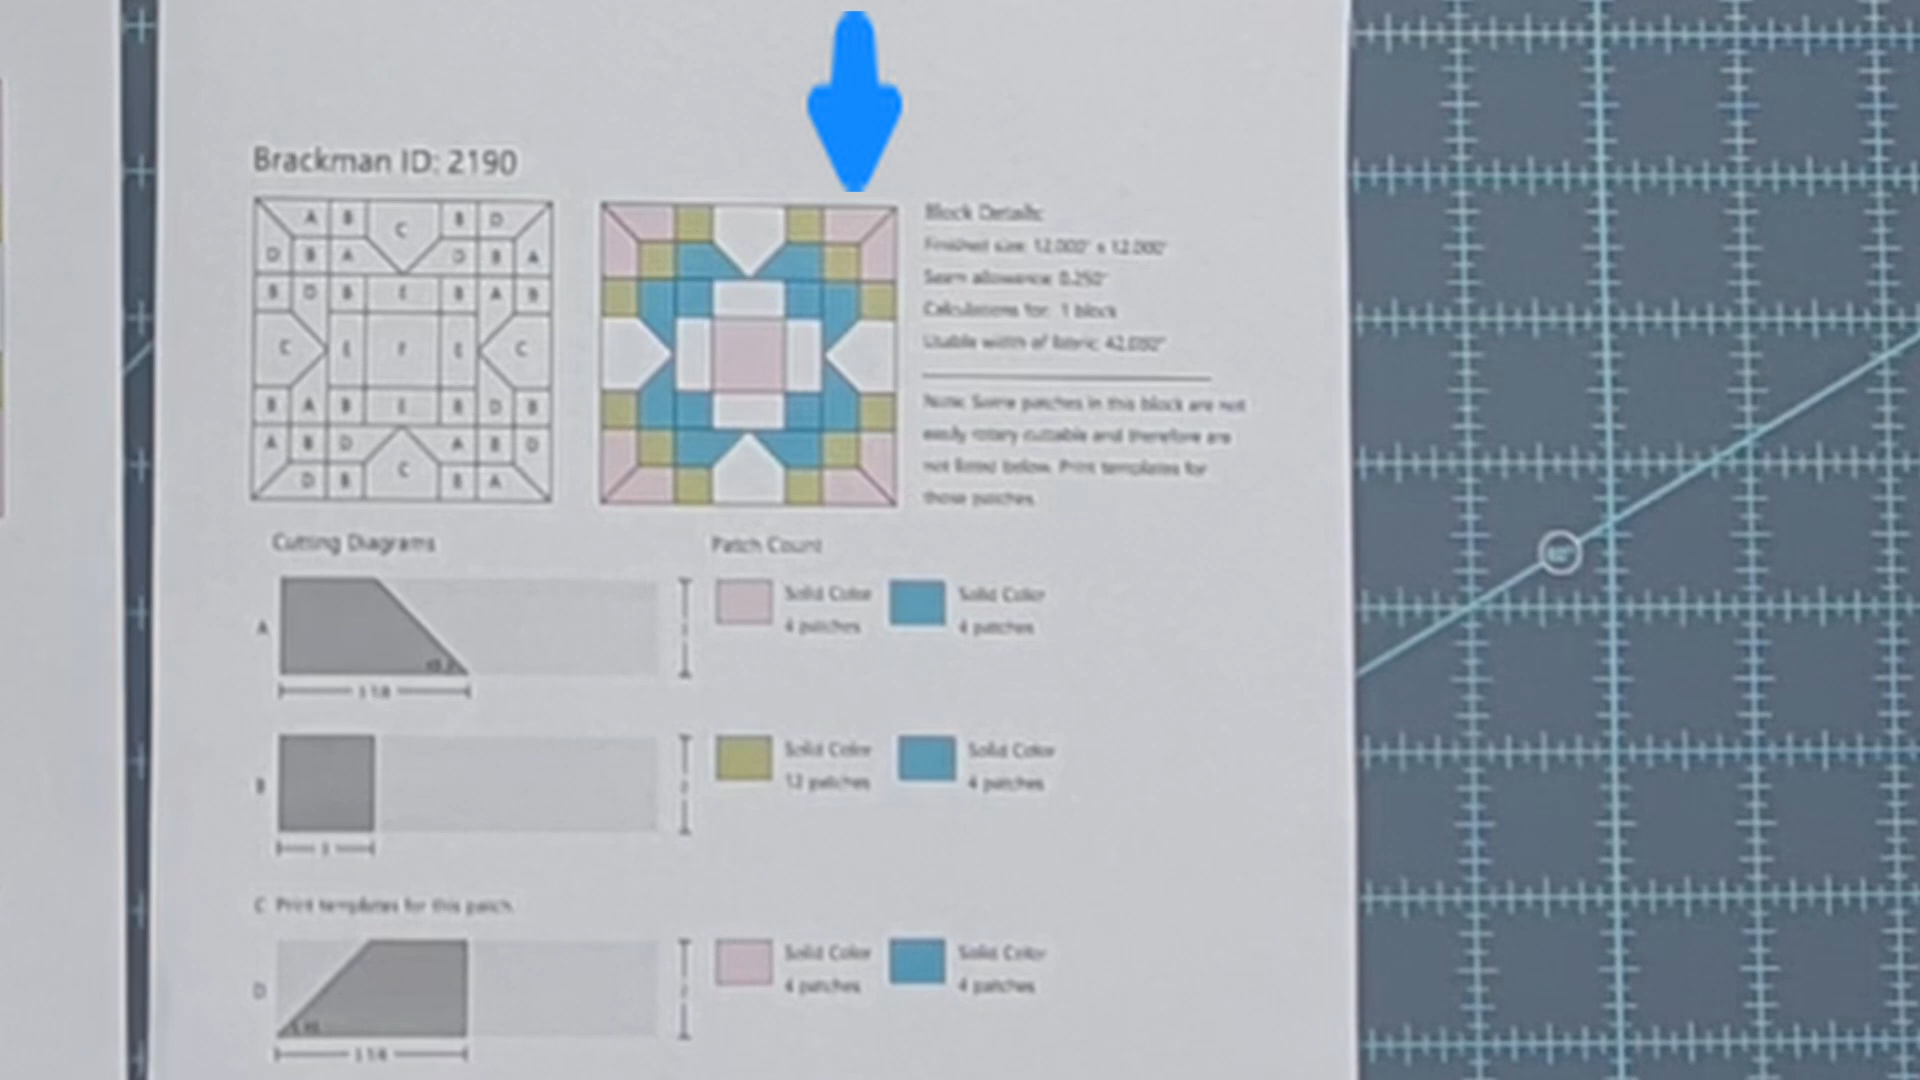 Brackman ID: 2190
A B C B D
D B A D B A
B D B E B A B
C E F E C
B A B E B D B
A B D A B D
D B C B A
Block Details:
Finished size: 12.000" x 12.000"
Seam allowance: 0.250"
Calculations for: 1 block
Usable width of fabric: 42.000"
Note: Some patches in this block are not
easily rotary cuttable and therefore are
not listed below. Print templates for
those patches.
Cutting Diagrams
Patch Count
A
Solid Color
4 patches
Solid Color
4 patches
B
Solid Color
12 patches
Solid Color
4 patches
C Print templates for this patch.
D
Solid Color
4 patches
Solid Color
4 patches
60°